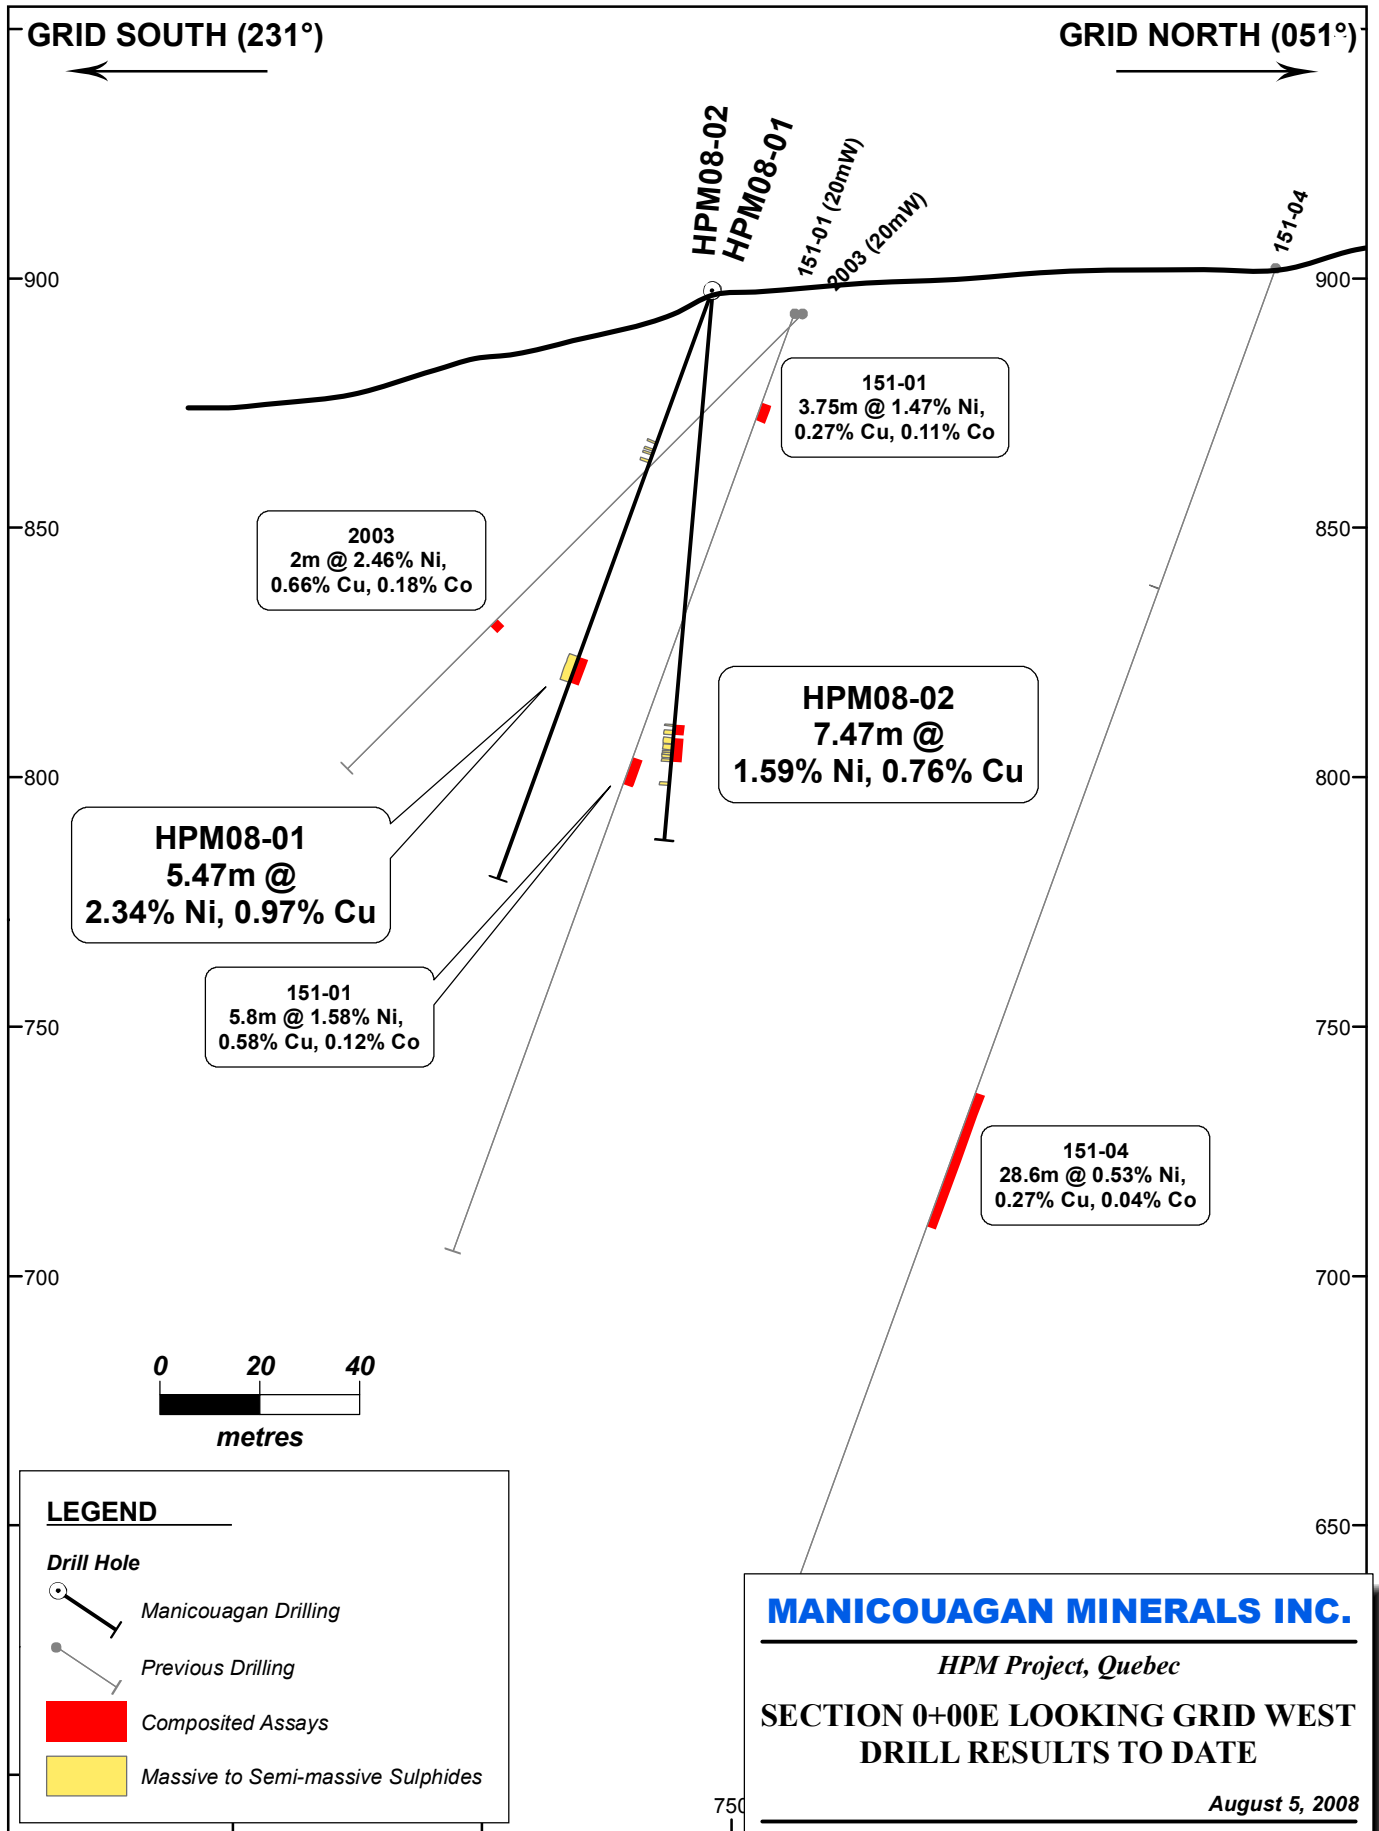 GRID SOUTH (231°)
GRID NORTH (051°)
HPM08-02
HPM08-01
151-01 (20mW)
2003 (20mW)
151-04
900
900
151-01
3.75m @ 1.47% Ni,
0.27% Cu, 0.11% Co
850
850
2003
2m @ 2.46% Ni,
0.66% Cu, 0.18% Co
HPM08-02
7.47m @
1.59% Ni, 0.76% Cu
800
800
HPM08-01
5.47m @
2.34% Ni, 0.97% Cu
151-01
5.8m @ 1.58% Ni,
0.58% Cu, 0.12% Co
750
750
151-04
28.6m @ 0.53% Ni,
0.27% Cu, 0.04% Co
700
700
0 20 40
metres
650
LEGEND
Drill Hole
Manicouagan Drilling
Previous Drilling
Composited Assays
Massive to Semi-massive Sulphides
750
MANICOUAGAN MINERALS INC.
HPM Project, Quebec
SECTION 0+00E LOOKING GRID WEST
DRILL RESULTS TO DATE
August 5, 2008